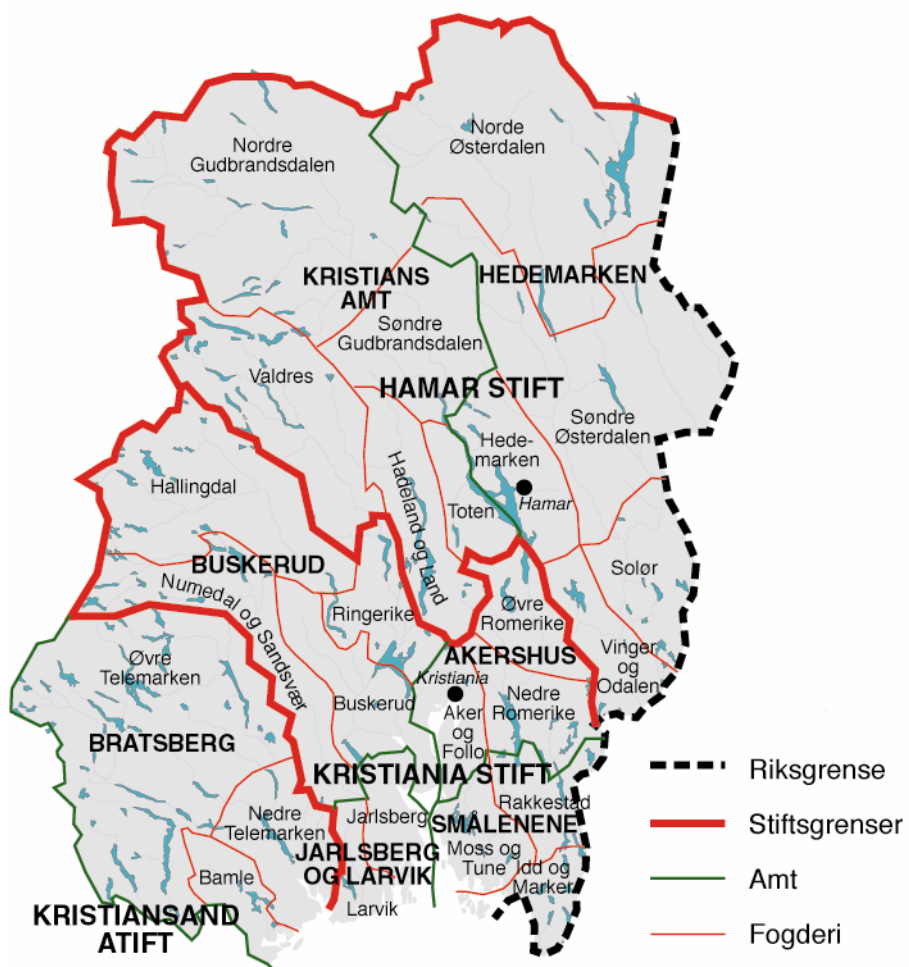 Nordre
Gudbrandsdalen
Norde
Østerdalen
KRISTIANS
AMT
HEDEMARKEN
Søndre
Gudbrandsdalen
Valdres
HAMAR STIFT
Søndre
Østerdalen
Hede-
marken
Hallingdal
Hadeland og Land
Toten
Hamar
BUSKERUD
Numedal og Sandsvær
Ringerike
Øvre
Romerike
Solør
Øvre
Telemarken
AKERSHUS
Kristiania
Vinger
og
Odalen
Buskerud
Aker
og
Follo
Nedre
Romerike
BRATSBERG
KRISTIANIA STIFT
Nedre
Telemarken
Jarlsberg
Rakkestad
SMÅLENENE
JARLSBERG
OG LARVIK
Moss og
Tune
Idd og
Marker
Bamle
Larvik
KRISTIANSAND
ATIFT
Riksgrense
Stiftsgrenser
Amt
Fogderi